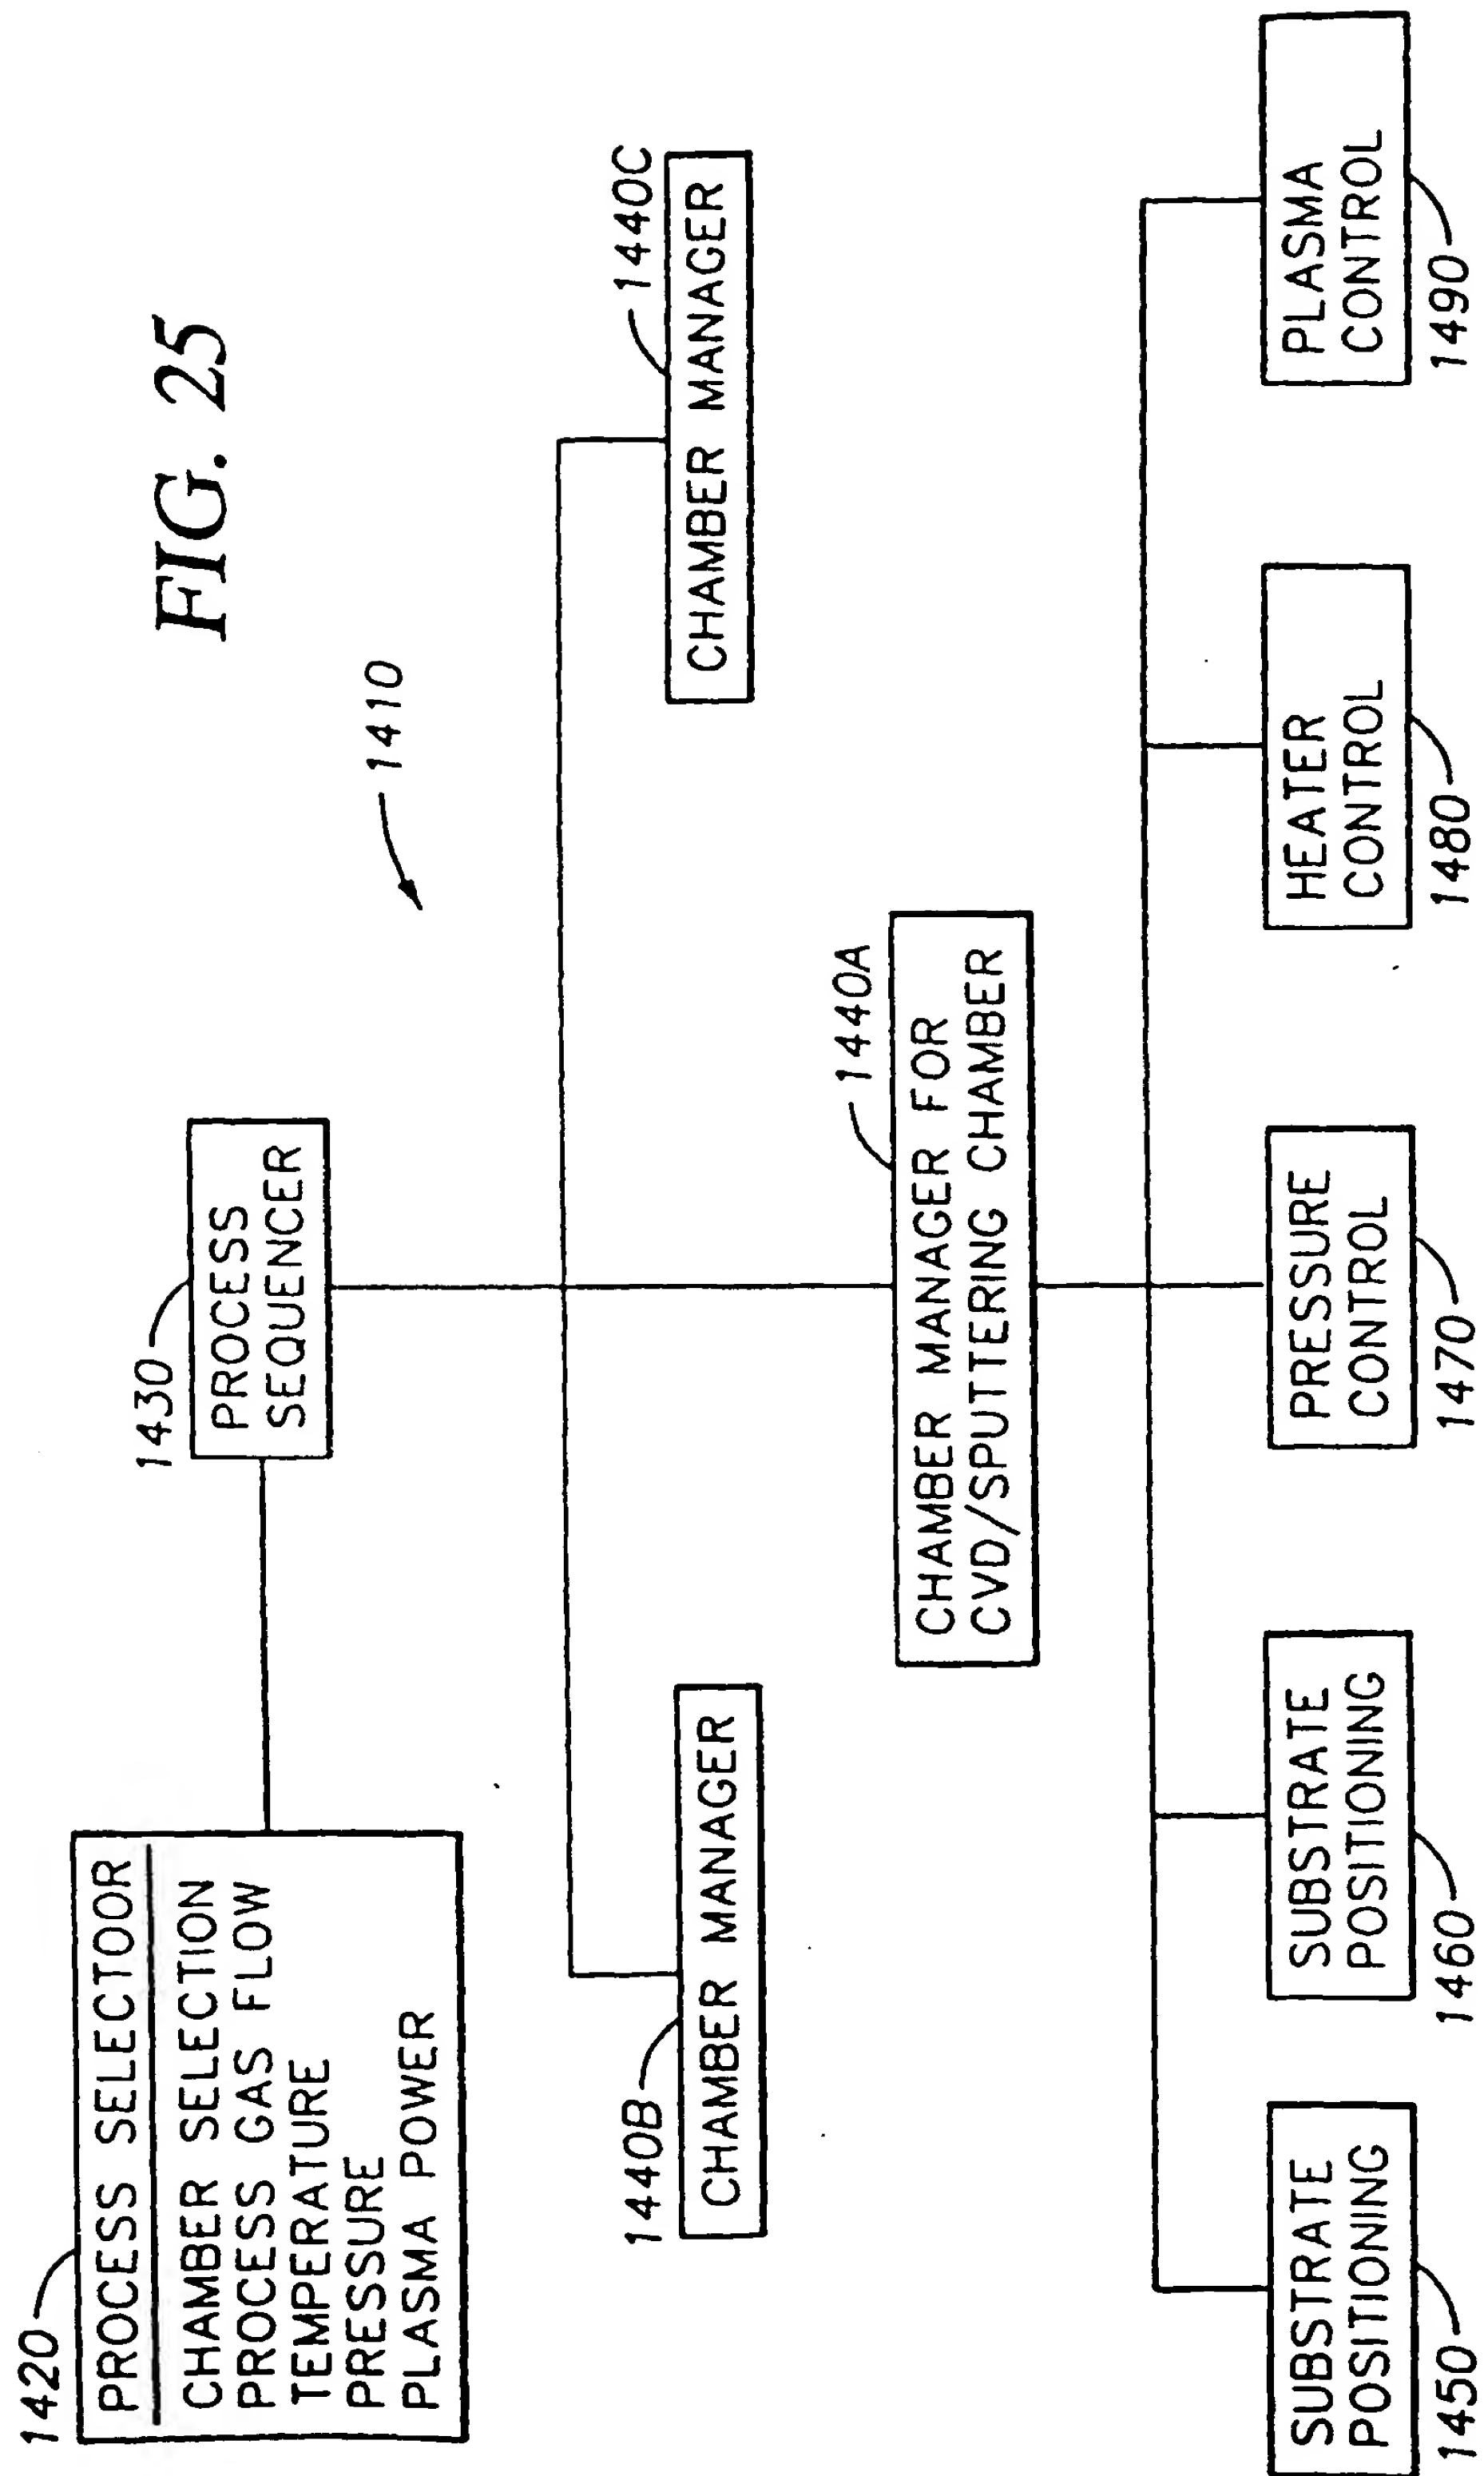 FIG. 25
1410
1420
PROCESS SELECTOOR
CHAMBER SELECTION
PROCESS GAS FLOW
TEMPERATURE
PRESSURE
PLASMA POWER
1430
PROCESS
SEQUENCER
1440B
CHAMBER MANAGER
1440C
CHAMBER MANAGER
1440A
CHAMBER MANAGER FOR
CVD/SPUTTERING CHAMBER
SUBSTRATE
POSITIONING
1450
SUBSTRATE
POSITIONING
1460
PRESSURE
CONTROL
1470
HEATER
CONTROL
1480
PLASMA
CONTROL
1490